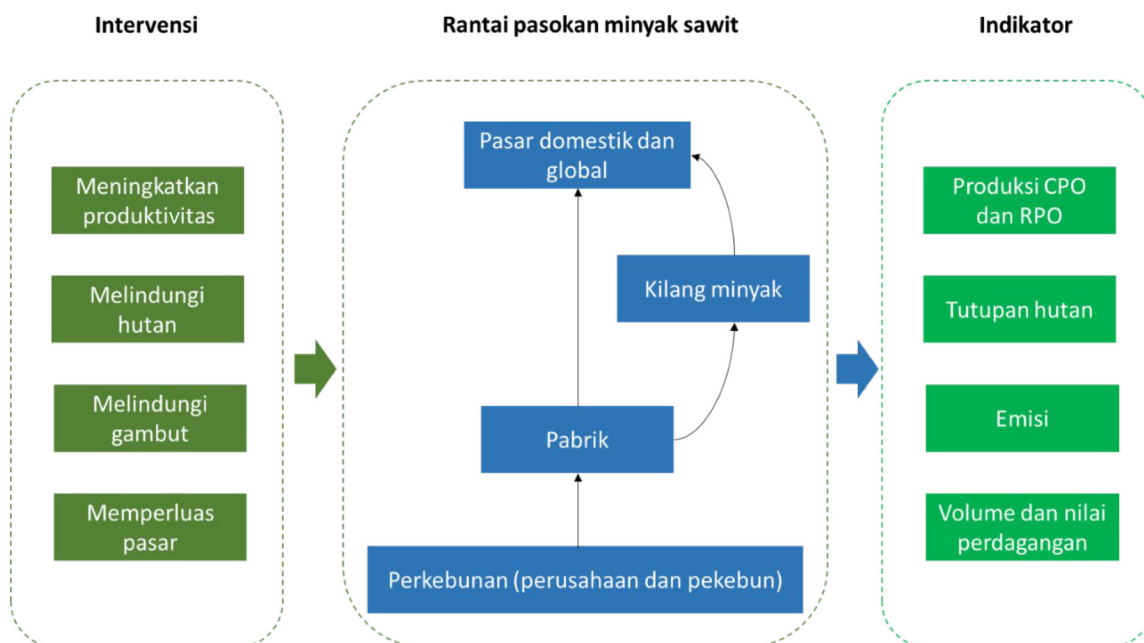 Intervensi
Rantai pasokan minyak sawit
Indikator
Meningkatkan
produktivitas
Melindungi
hutan
Melindungi
gambut
Memperluas
pasar
Pasar domestik dan
global
Kilang minyak
Pabrik
Perkebunan (perusahaan dan pekebun)
Produksi CPO
dan RPO
Tutupan hutan
Emisi
Volume dan nilai
perdagangan